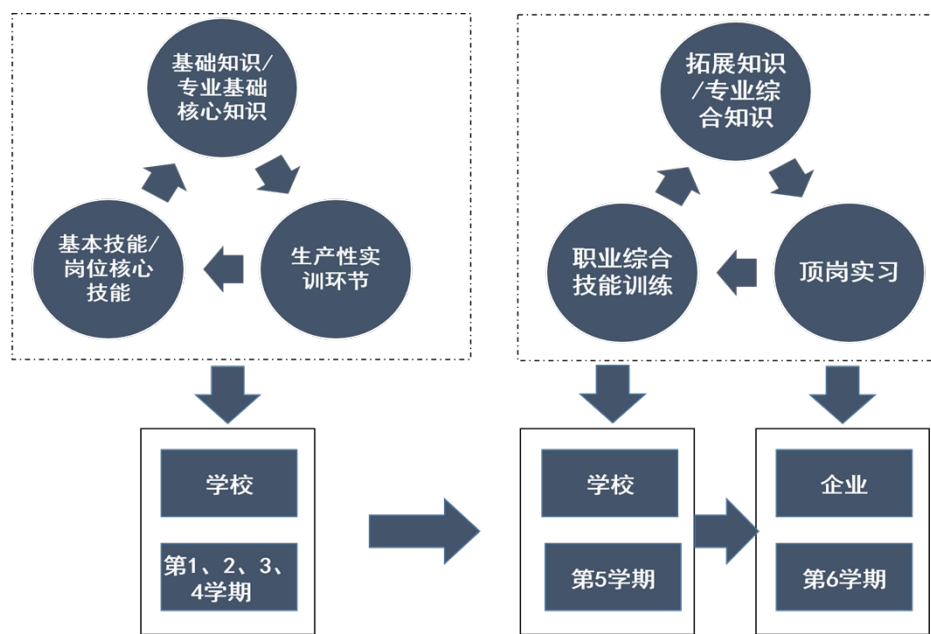 基础知识/
专业基础
核心知识
基本技能/
岗位核心
技能
生产性实
训环节
拓展知识
/专业综
合知识
职业综合
技能训练
顶岗实习
学校
第1、2、3、
4学期
学校
第5学期
企业
第6学期